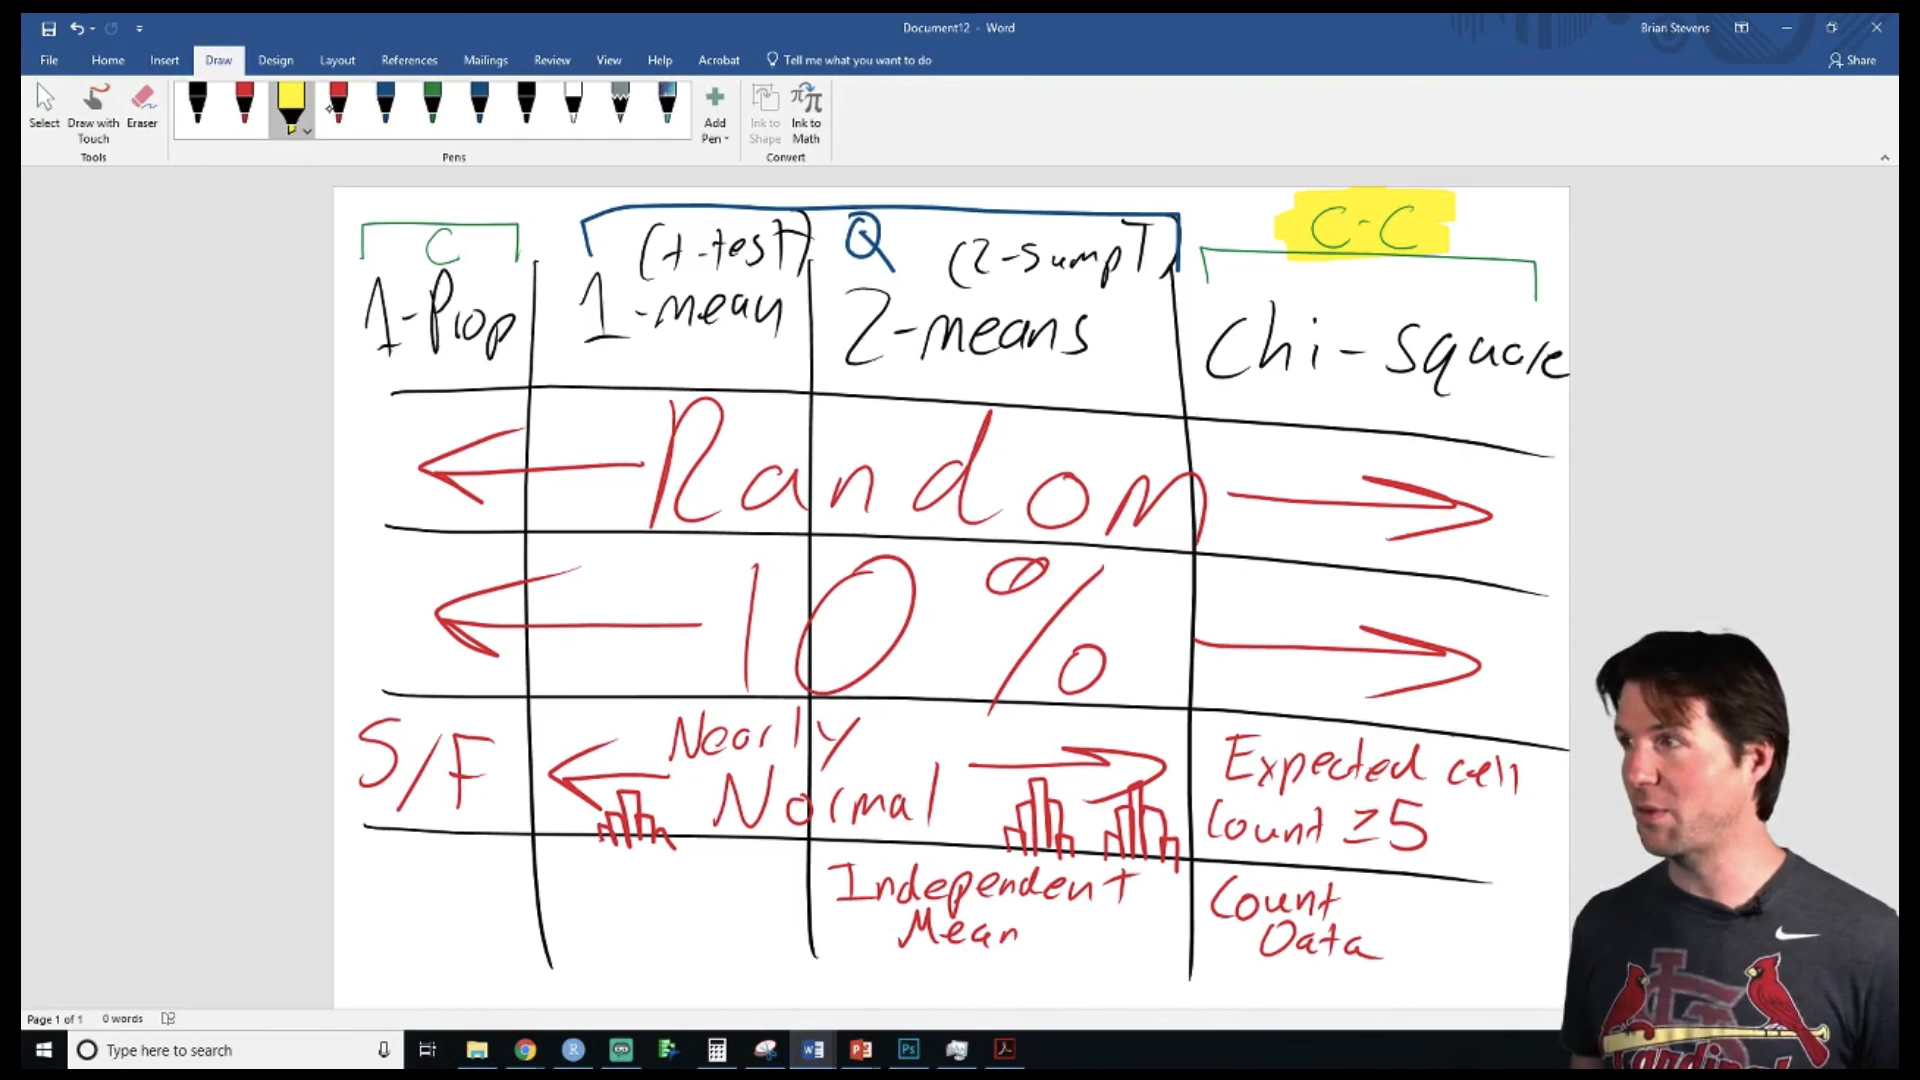 Document12 - Word
Brian Stevens
File Home Insert Draw Design Layout References Mailings Review View Help Acrobat Tell me what you want to do
Share
Select
Draw with Touch
Eraser
Add Pen
Ink to Shape
Ink to Math
Tools
Pens
Convert
C
(t-test)
Q
(2-SampT)
C-C
1-Prop
1-mean
2-means
Chi-square
Random
10%
S/F
Nearly
Normal
Expected cell
Count ≥5
Independent
Mean
Count
Data
Cardinals
Page 1 of 1
0 words
Type here to search